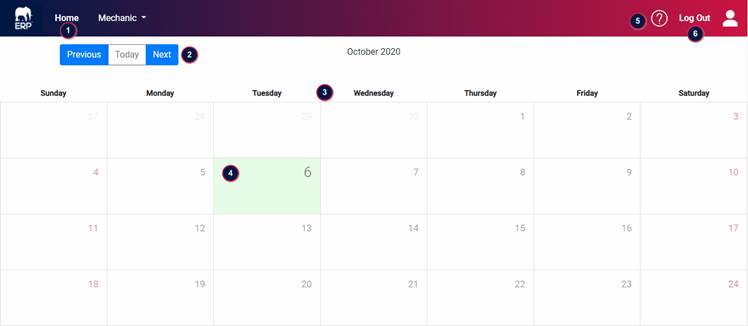 ERP
Home
Mechanic
1
5
?
Log Out
6
Previous Today Next
2
October 2020
Sunday Monday Tuesday 3 Wednesday Thursday Friday Saturday
27 28 29 30 1 2 3
4 5 4 6 7 8 9 10
11 12 13 14 15 16 17
18 19 20 21 22 23 24